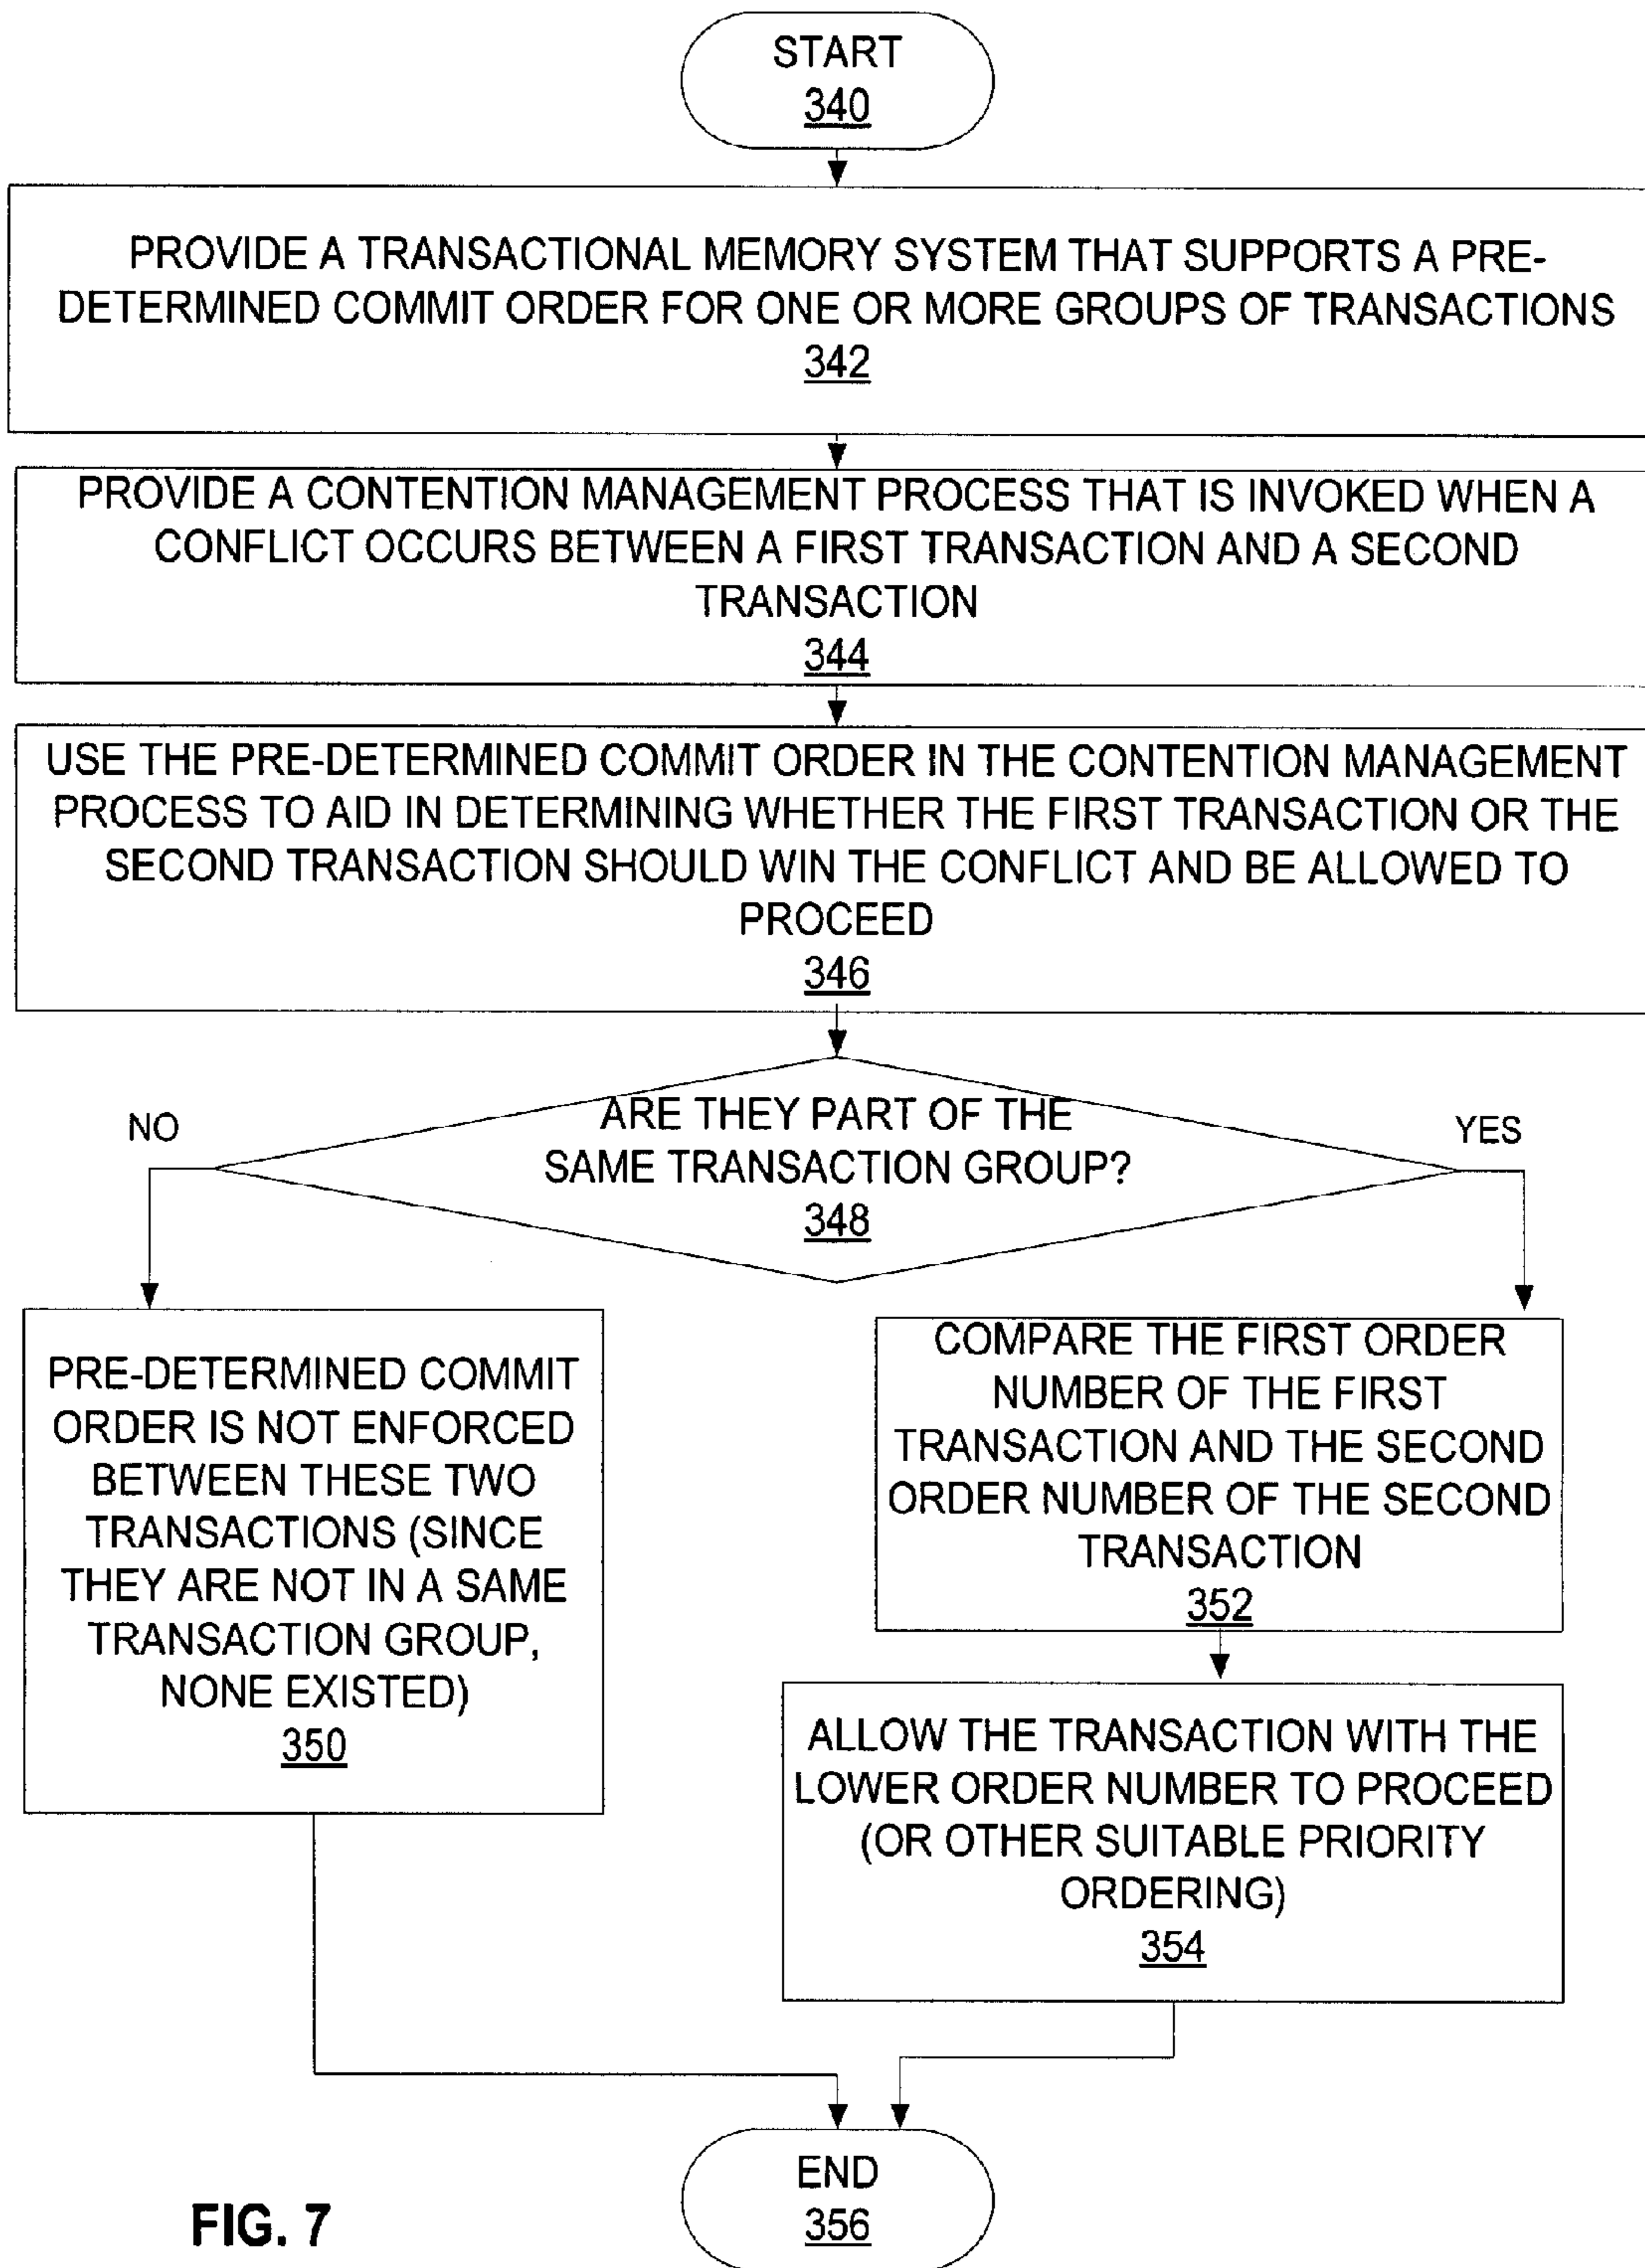 START
340
PROVIDE A TRANSACTIONAL MEMORY SYSTEM THAT SUPPORTS A PRE-
DETERMINED COMMIT ORDER FOR ONE OR MORE GROUPS OF TRANSACTIONS
342
PROVIDE A CONTENTION MANAGEMENT PROCESS THAT IS INVOKED WHEN A
CONFLICT OCCURS BETWEEN A FIRST TRANSACTION AND A SECOND
TRANSACTION
344
USE THE PRE-DETERMINED COMMIT ORDER IN THE CONTENTION MANAGEMENT
PROCESS TO AID IN DETERMINING WHETHER THE FIRST TRANSACTION OR THE
SECOND TRANSACTION SHOULD WIN THE CONFLICT AND BE ALLOWED TO
PROCEED
346
ARE THEY PART OF THE
SAME TRANSACTION GROUP?
348
NO
YES
PRE-DETERMINED COMMIT
ORDER IS NOT ENFORCED
BETWEEN THESE TWO
TRANSACTIONS (SINCE
THEY ARE NOT IN A SAME
TRANSACTION GROUP,
NONE EXISTED)
350
COMPARE THE FIRST ORDER
NUMBER OF THE FIRST
TRANSACTION AND THE SECOND
ORDER NUMBER OF THE SECOND
TRANSACTION
352
ALLOW THE TRANSACTION WITH THE
LOWER ORDER NUMBER TO PROCEED
(OR OTHER SUITABLE PRIORITY
ORDERING)
354
END
356
FIG. 7